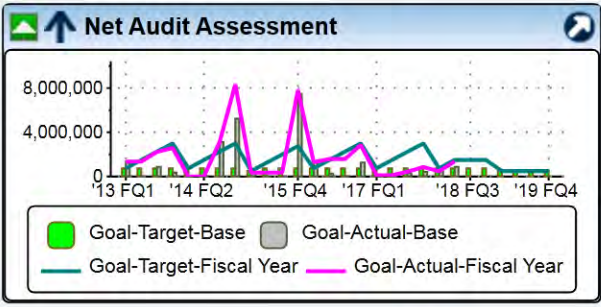 Net Audit Assessment
8,000,000
4,000,000
0
'13 FQ1 '14 FQ2 '15 FQ4 '17 FQ1 '18 FQ3 '19 FQ4
Goal-Target-Base Goal-Actual-Base
Goal-Target-Fiscal Year Goal-Actual-Fiscal Year